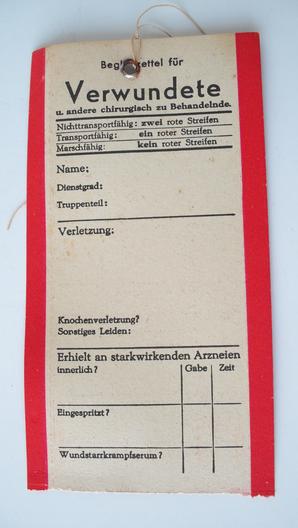 Begleitzettel für
Verwundete
u. andere chirurgisch zu Behandelnde.
Nichttransportfähig: zwei rote Streifen
Transportfähig: ein roter Streifen
Marschfähig: kein roter Streifen
Name:
Dienstgrad:
Truppenteil:
Verletzung:
Knochenverletzung?
Sonstiges Leiden:
Erhielt an starkwirkenden Arzneien
innerlich? Gabe Zeit
Eingespritzt?
Wundstarrkrampfserum?